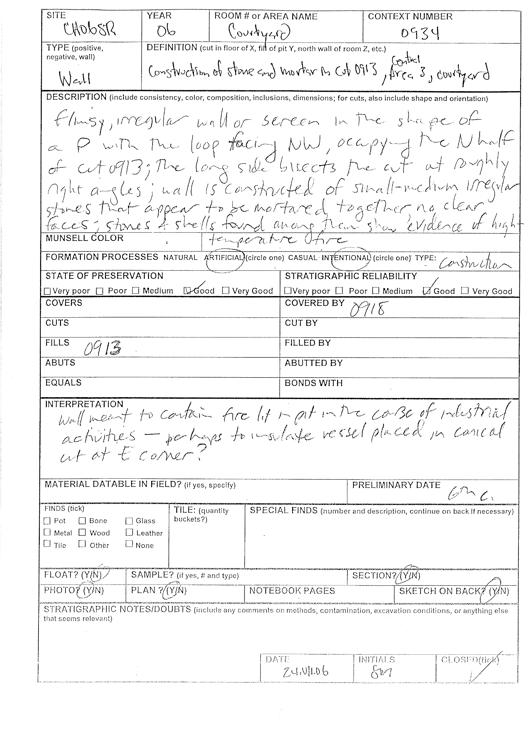 SITE YEAR ROOM # or AREA NAME CONTEXT NUMBER
CH06SR 06 Courtyard 0934
TYPE (positive, negative, wall) DEFINITION (cut in floor of X, fill of pit Y, north wall of room Z, etc.)
Wall Construction of stone and mortar in Cut 0913, Central Area 3, courtyard
DESCRIPTION (include consistency, color, composition, inclusions, dimensions; for cuts, also include shape and orientation)
Flimsy, irregular wall or screen in the shape of
a P with the loop facing NW, occupying the N half
of cut 0913; the long side bisects the cut at roughly
right angles; wall is constructed of small-medium irregular
stones that appear to be mortared together no clear
faces; stones & shells found among them show evidence of high
MUNSELL COLOR temperature fire
FORMATION PROCESSES NATURAL ARTIFICIAL (circle one) CASUAL INTENTIONAL (circle one) TYPE: Construction
STATE OF PRESERVATION STRATIGRAPHIC RELIABILITY
Very poor Poor Medium Good Very Good Very poor Poor Medium Good Very Good
COVERS COVERED BY 0918
CUTS CUT BY
FILLS 0913 FILLED BY
ABUTS ABUTTED BY
EQUALS BONDS WITH
INTERPRETATION
Wall meant to contain fire lit in pit in the course of industrial
activities — perhaps to insulate vessel placed in conical
cut at E corner?
MATERIAL DATABLE IN FIELD? (if yes, specify) PRELIMINARY DATE 6th c.
FINDS (tick) TILE: (quantity buckets?) SPECIAL FINDS (number and description, continue on back if necessary)
Pot Bone Glass
Metal Wood Leather
Tile Other None
FLOAT? (Y/N) SAMPLE? (if yes, # and type) SECTION? (Y/N)
PHOTO? (Y/N) PLAN? (Y/N) NOTEBOOK PAGES SKETCH ON BACK? (Y/N)
STRATIGRAPHIC NOTES/DOUBTS (include any comments on methods, contamination, excavation conditions, or anything else
that seems relevant)
DATE INITIALS CLOSED (tick)
24.VII.06